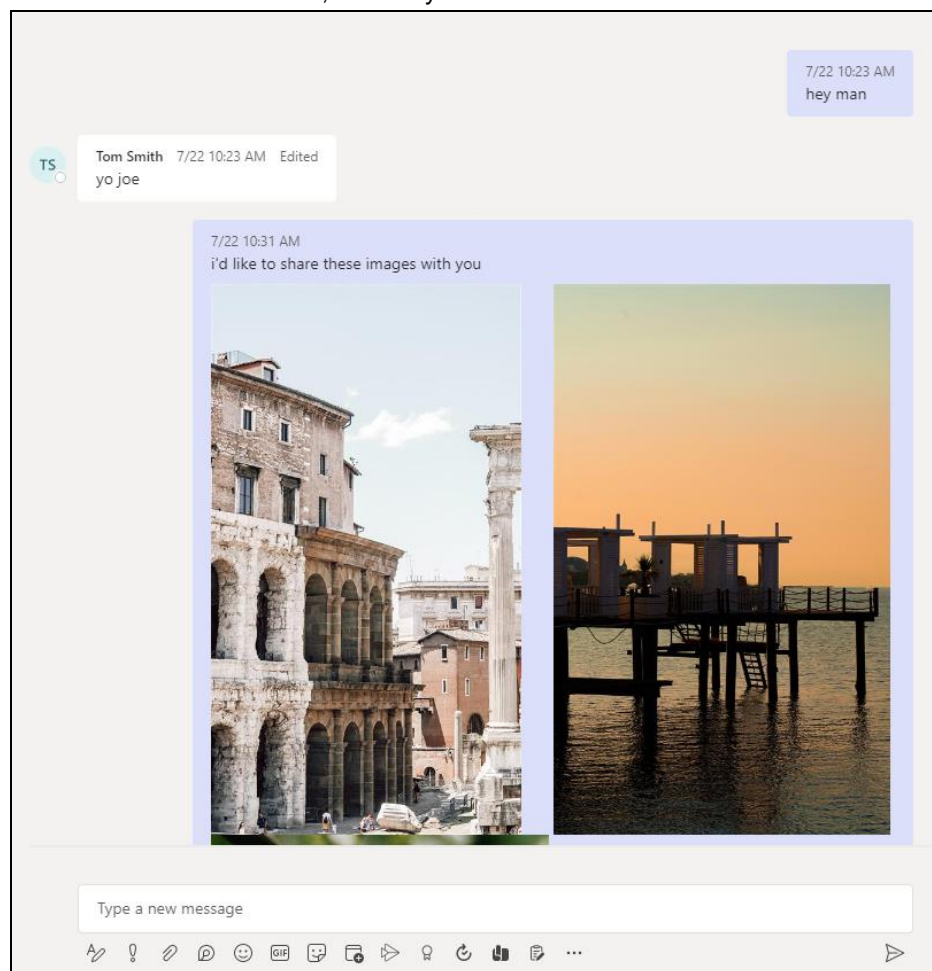 7/22 10:23 AM
hey man
TS
Tom Smith 7/22 10:23 AM Edited
yo joe
7/22 10:31 AM
i'd like to share these images with you
Type a new message
GIF